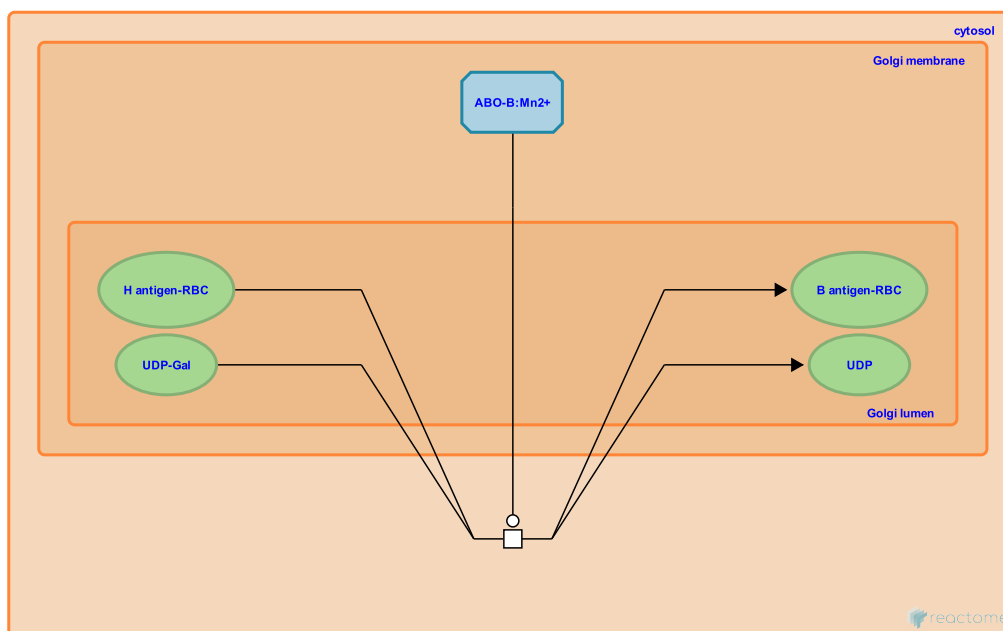 cytosol
Golgi membrane
ABO-B:Mn2+
H antigen-RBC
B antigen-RBC
UDP-Gal
UDP
Golgi lumen
reactome